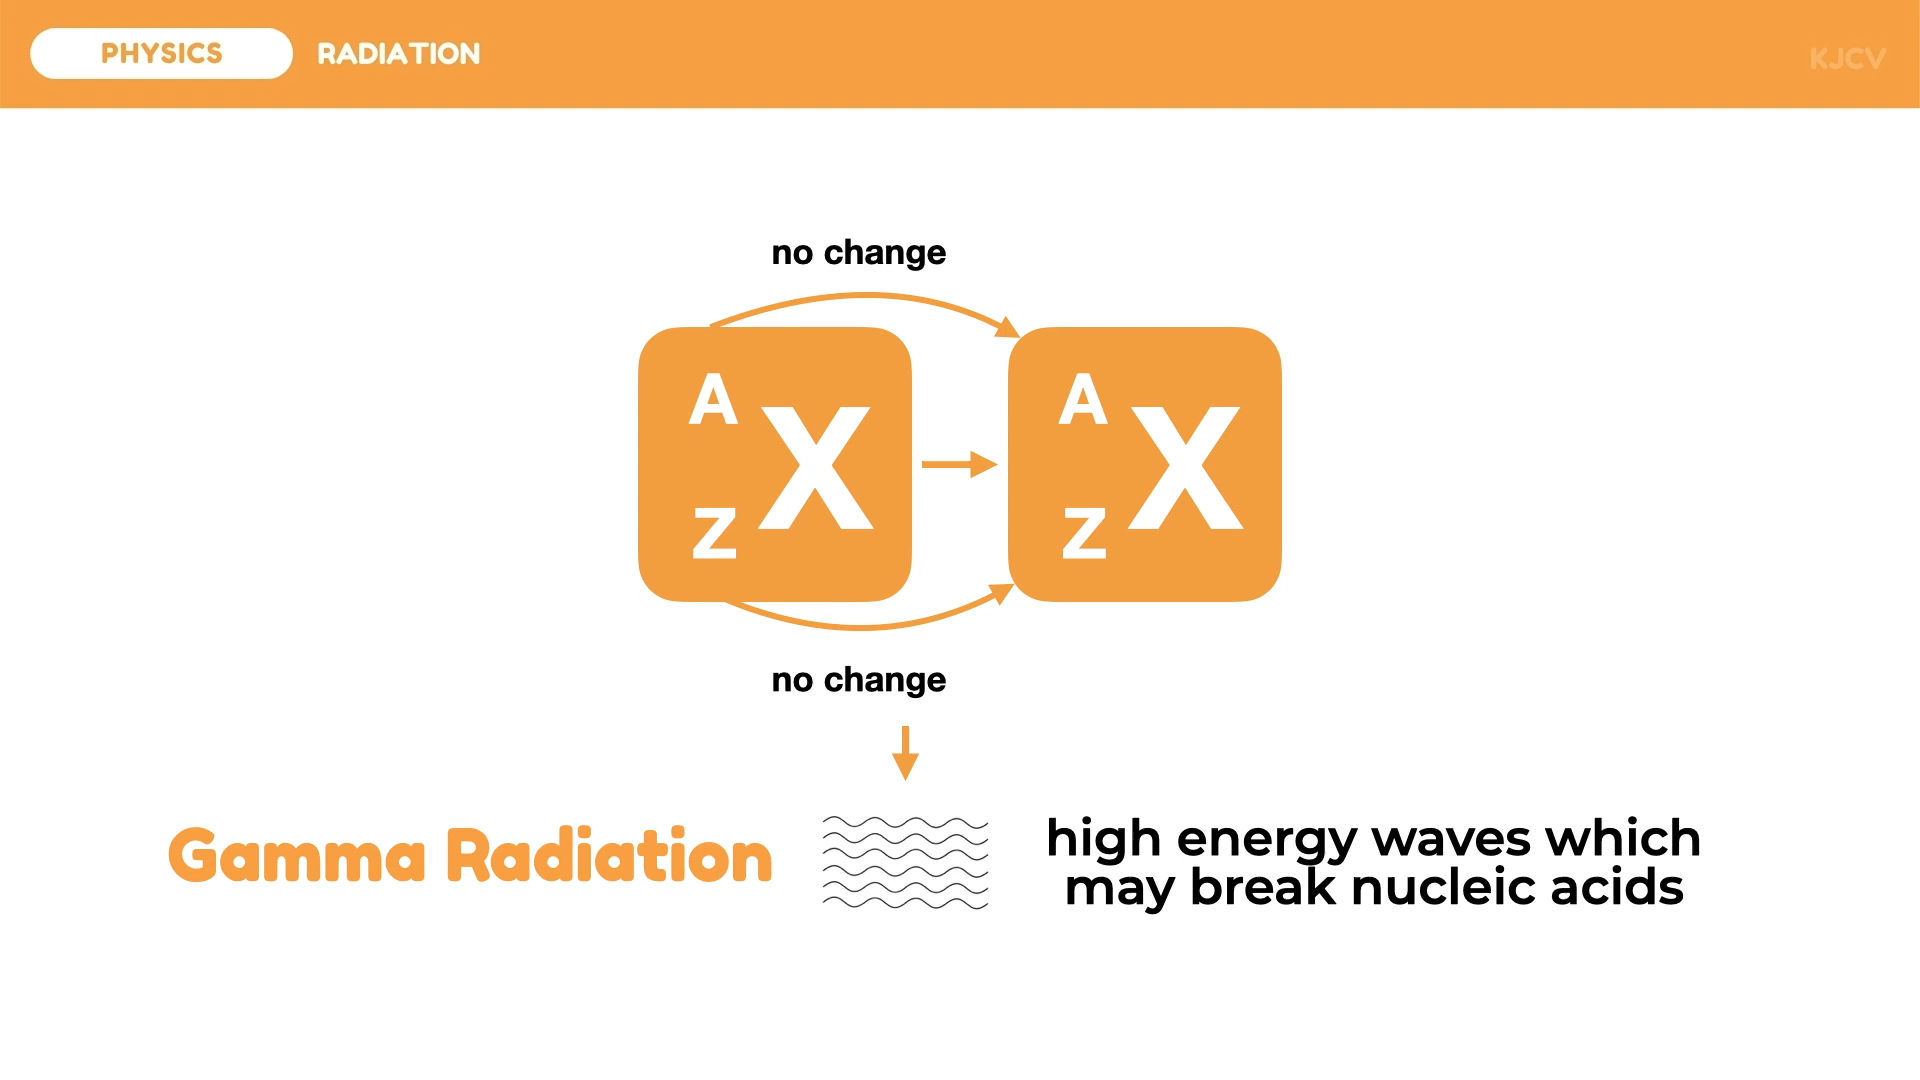 PHYSICS
RADIATION
KJCV
no change
A
X
Z
A
X
Z
no change
Gamma Radiation
high energy waves which
may break nucleic acids